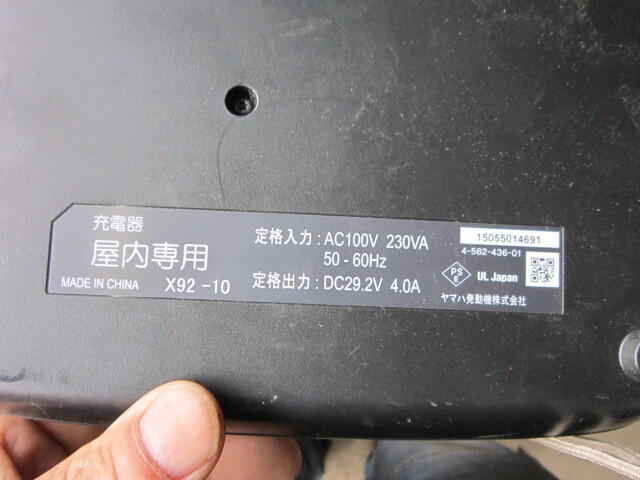 充電器
屋内専用
MADE IN CHINA X92-10
定格入力 : AC100V 230VA
50 - 60Hz
定格出力 : DC29.2V 4.0A
15055014691
4-562-436-01
PS
E
UL Japan
ヤマハ発動機株式会社